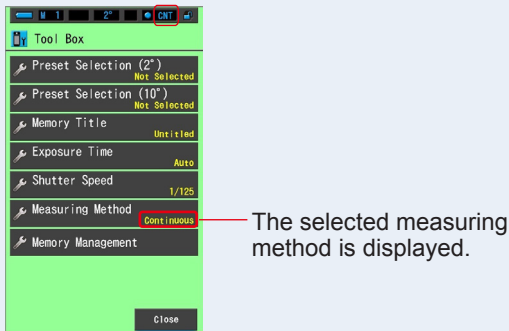 M 1 2° CNT
Tool Box
Preset Selection (2°)
Not Selected
Preset Selection (10°)
Not Selected
Memory Title
Untitled
Exposure Time
Auto
Shutter Speed
1/125
Measuring Method
Continuous
Memory Management
Close
The selected measuring
method is displayed.